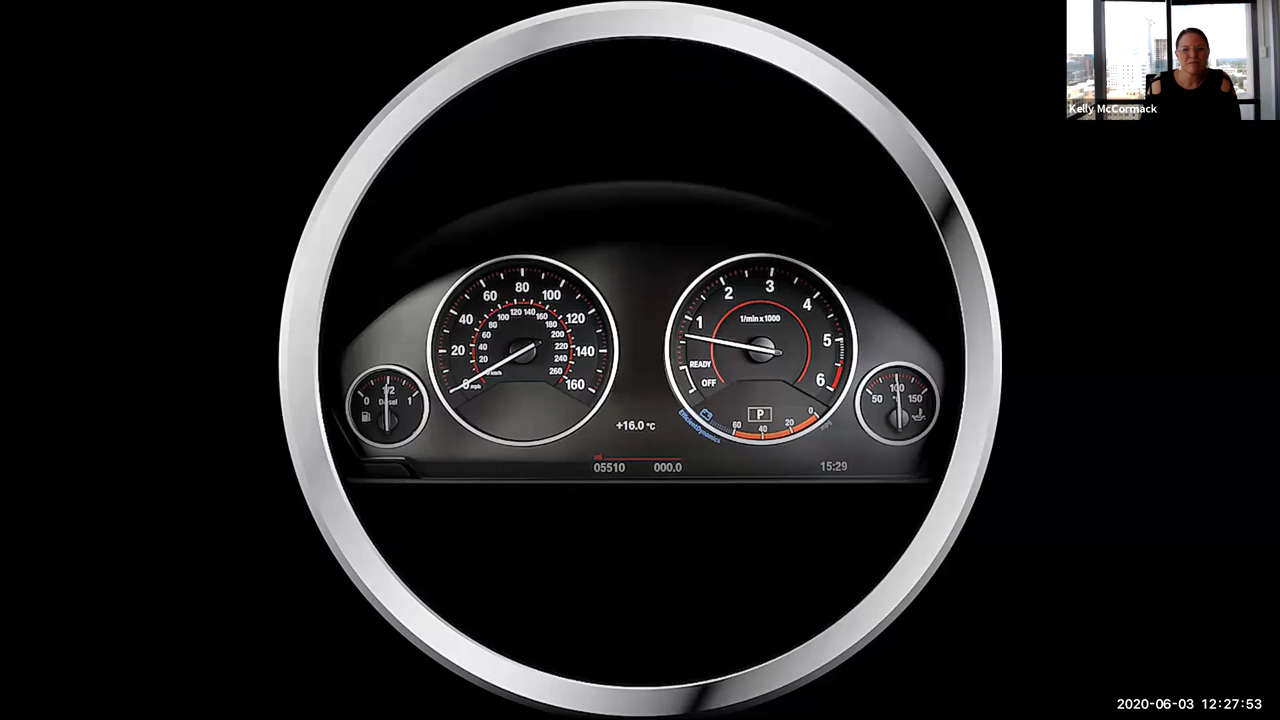 Kelly McCormack
0 20 40 60 80 100 120 140 160
mph
20 40 60 80 100 120 140 160 180 200 220 240 260
km/h
1 2 3 4 5 6
1/min x 1000
READY
OFF
0 1/2 1
Diesel
50 100 150
°C
P
60 40 20 0
EfficientDynamics
+16.0 °C
05510 000.0
15:29
2020-06-03 12:27:53